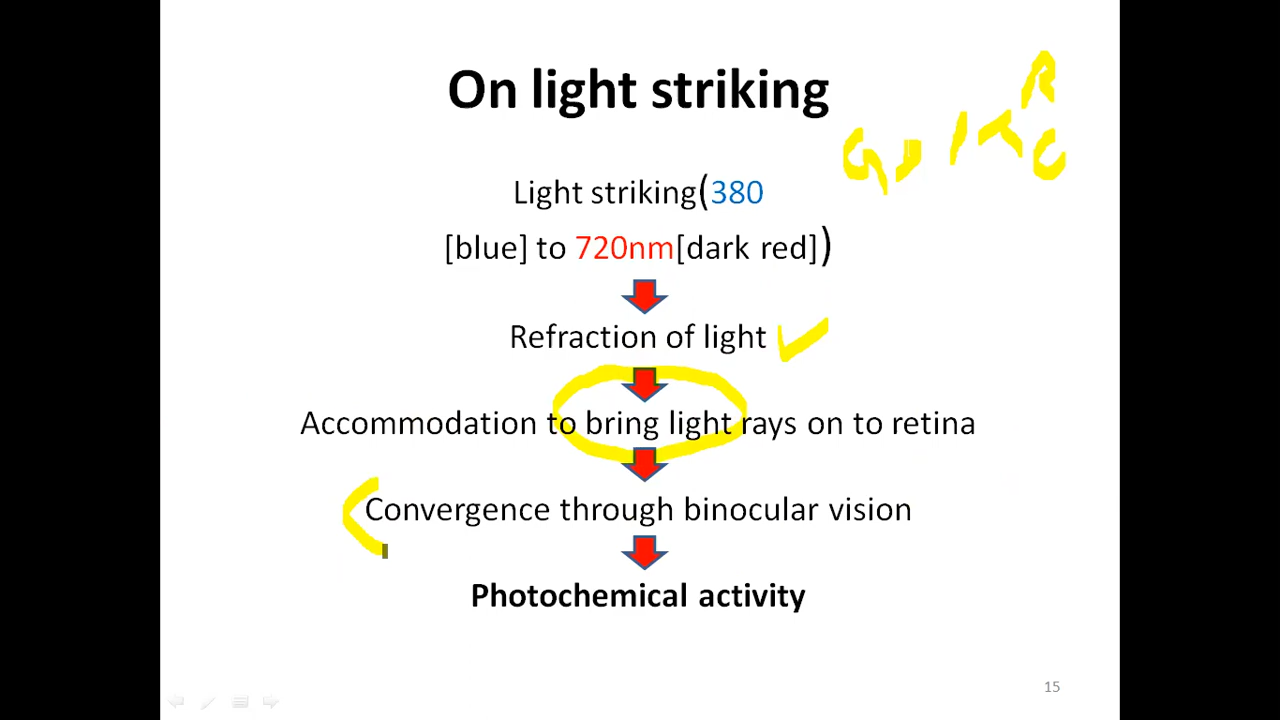 On light striking
Light striking(380
[blue] to 720nm[dark red])
Refraction of light
Accommodation to bring light rays on to retina
Convergence through binocular vision
Photochemical activity
15